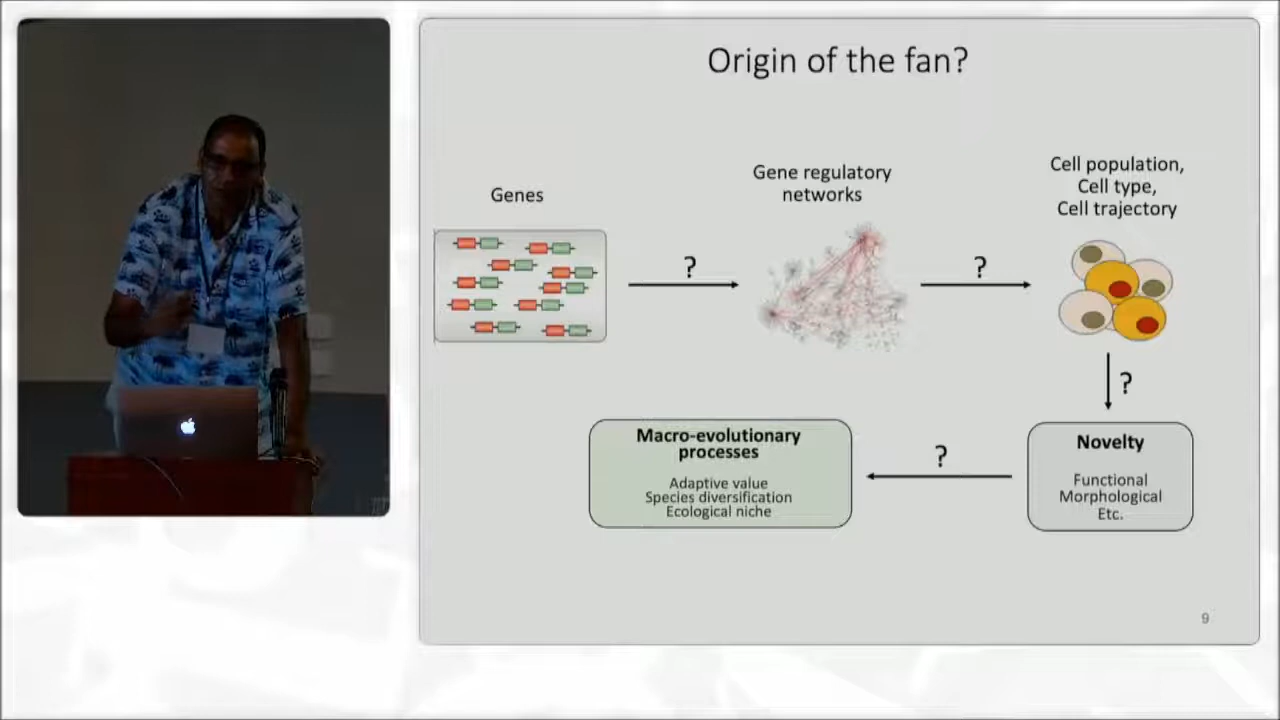 Origin of the fan?
Genes
Gene regulatory
networks
Cell population,
Cell type,
Cell trajectory
?
?
?
Novelty
Functional
Morphological
Etc.
?
Macro-evolutionary
processes
Adaptive value
Species diversification
Ecological niche
9